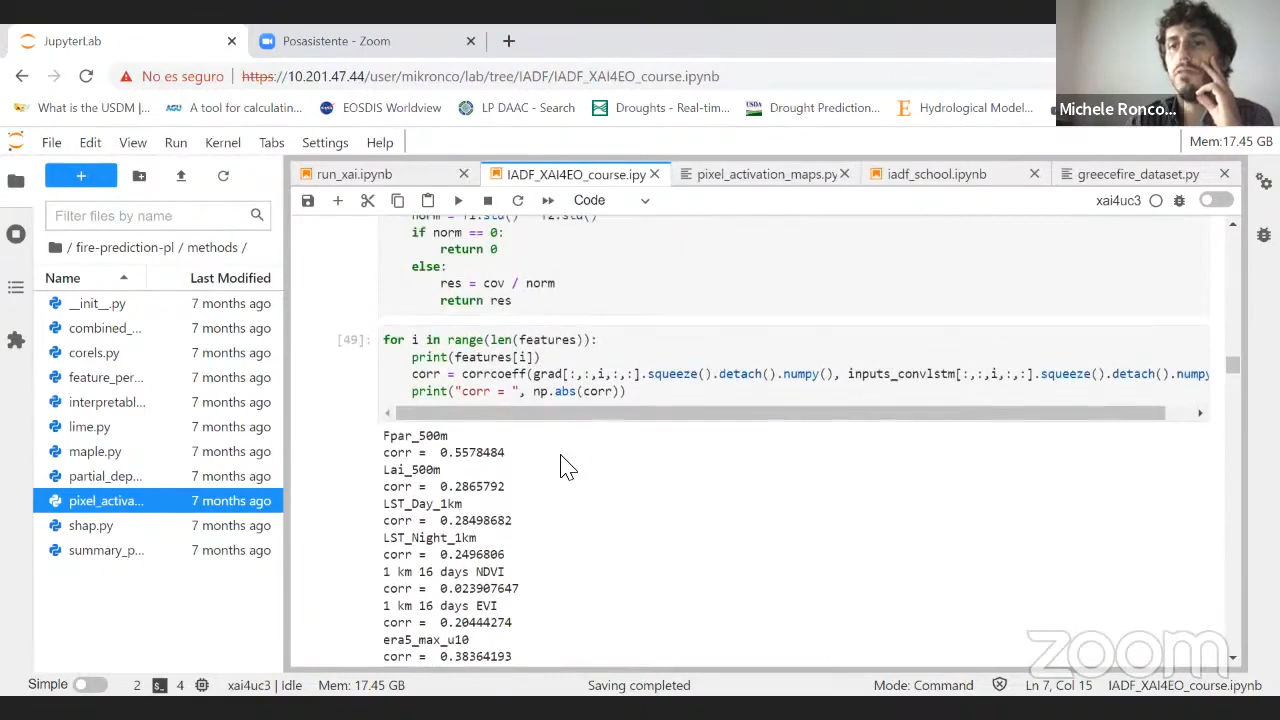 JupyterLab
Posasistente - Zoom
No es seguro | https://10.201.47.44/user/mikronco/lab/tree/IADF/IADF_XAI4EO_course.ipynb
What is the USDM |... A tool for calculatin... EOSDIS Worldview LP DAAC - Search Droughts - Real-tim... Drought Prediction... Hydrological Model...
Michele Ronco...
File Edit View Run Kernel Tabs Settings Help
Mem: 17.45 GB
run_xai.ipynb IADF_XAI4EO_course.ipy pixel_activation_maps.py iadf_school.ipynb greecefire_dataset.py
Code
xai4uc3
Filter files by name
/ fire-prediction-pl / methods /
Name Last Modified
__init__.py 7 months ago
combined_... 7 months ago
corels.py 7 months ago
feature_per... 7 months ago
interpretabl... 7 months ago
lime.py 7 months ago
maple.py 7 months ago
partial_dep... 7 months ago
pixel_activa... 7 months ago
shap.py 7 months ago
summary_p... 7 months ago
if norm == 0:
return 0
else:
res = cov / norm
return res
[49]:
for i in range(len(features)):
print(features[i])
corr = corrcoeff(grad[:,:,i,:,:].squeeze().detach().numpy(), inputs_convlstm[:,:,i,:,:].squeeze().detach().numpy
print("corr = ", np.abs(corr))
Fpar_500m
corr = 0.5578484
Lai_500m
corr = 0.2865792
LST_Day_1km
corr = 0.28498682
LST_Night_1km
corr = 0.2496806
1 km 16 days NDVI
corr = 0.023907647
1 km 16 days EVI
corr = 0.20444274
era5_max_u10
corr = 0.38364193
zoom
Simple 2 4 xai4uc3 | Idle Mem: 17.45 GB Saving completed Mode: Command Ln 7, Col 15 IADF_XAI4EO_course.ipynb